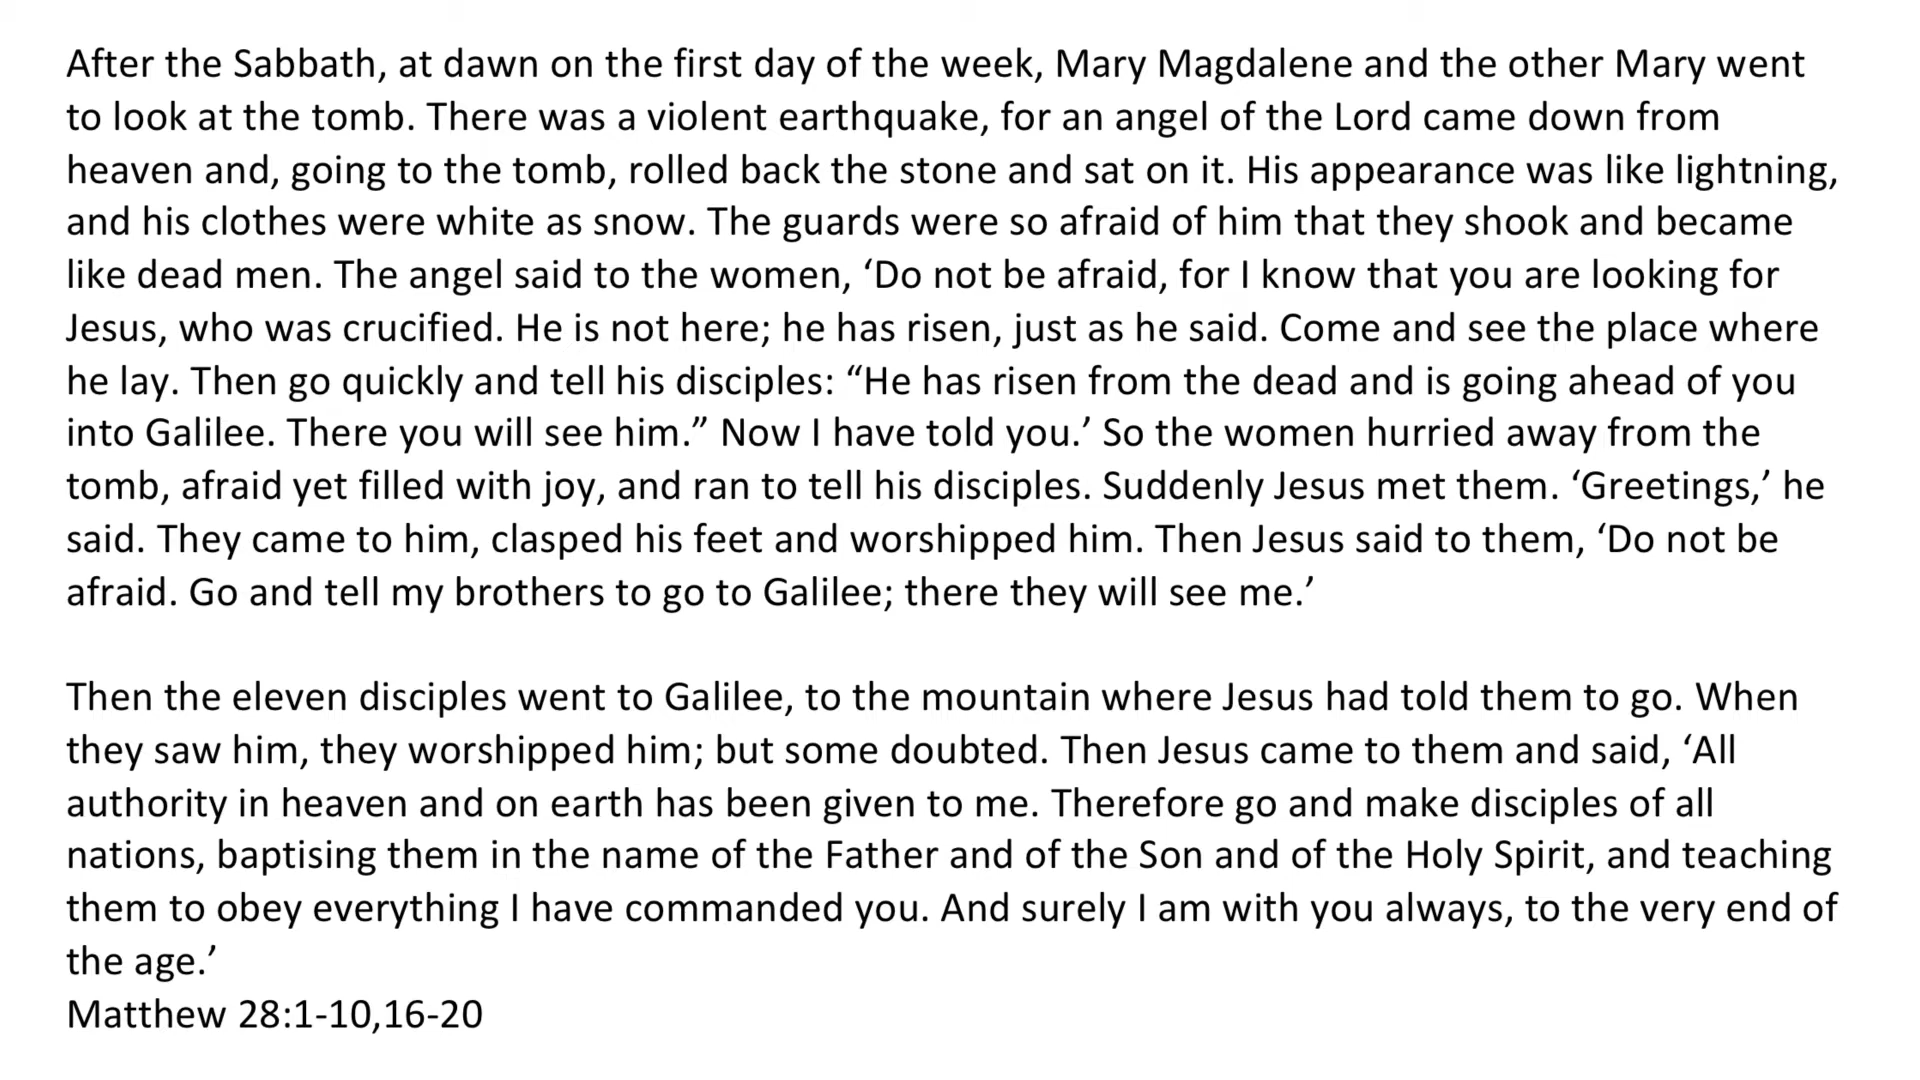 After the Sabbath, at dawn on the first day of the week, Mary Magdalene and the other Mary went
to look at the tomb. There was a violent earthquake, for an angel of the Lord came down from
heaven and, going to the tomb, rolled back the stone and sat on it. His appearance was like lightning,
and his clothes were white as snow. The guards were so afraid of him that they shook and became
like dead men. The angel said to the women, ‘Do not be afraid, for I know that you are looking for
Jesus, who was crucified. He is not here; he has risen, just as he said. Come and see the place where
he lay. Then go quickly and tell his disciples: “He has risen from the dead and is going ahead of you
into Galilee. There you will see him.” Now I have told you.’ So the women hurried away from the
tomb, afraid yet filled with joy, and ran to tell his disciples. Suddenly Jesus met them. ‘Greetings,’ he
said. They came to him, clasped his feet and worshipped him. Then Jesus said to them, ‘Do not be
afraid. Go and tell my brothers to go to Galilee; there they will see me.’
Then the eleven disciples went to Galilee, to the mountain where Jesus had told them to go. When
they saw him, they worshipped him; but some doubted. Then Jesus came to them and said, ‘All
authority in heaven and on earth has been given to me. Therefore go and make disciples of all
nations, baptising them in the name of the Father and of the Son and of the Holy Spirit, and teaching
them to obey everything I have commanded you. And surely I am with you always, to the very end of
the age.’
Matthew 28:1-10,16-20